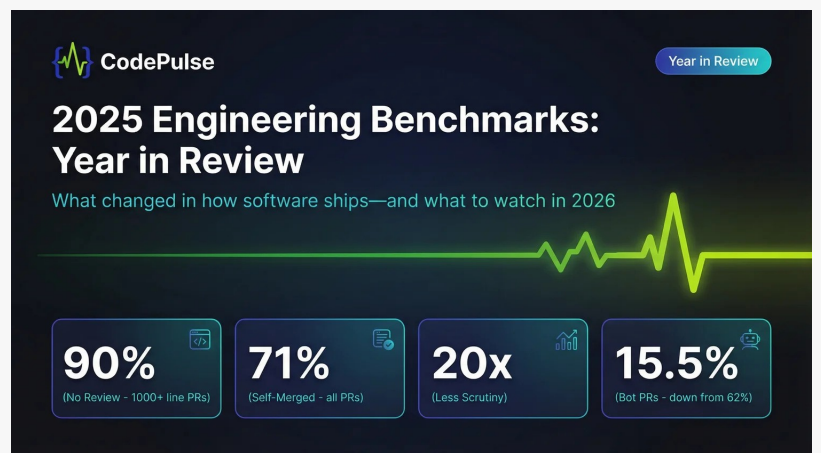 CodePulse
Year in Review
2025 Engineering Benchmarks:
Year in Review
What changed in how software ships—and what to watch in 2026
90%
(No Review - 1000+ line PRs)
71%
(Self-Merged - all PRs)
20x
(Less Scrutiny)
15.5%
(Bot PRs - down from 62%)